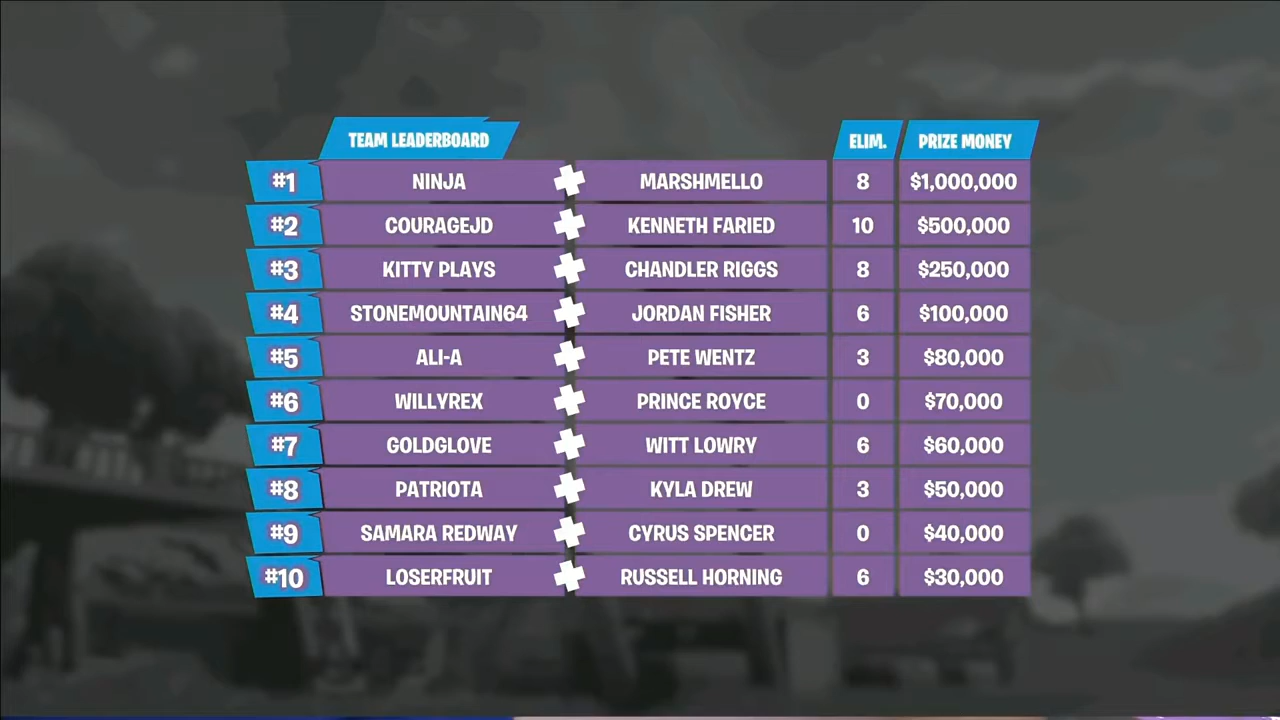 TEAM LEADERBOARD ELIM. PRIZE MONEY
#1 NINJA MARSHMELLO 8 $1,000,000
#2 COURAGEJD KENNETH FARIED 10 $500,000
#3 KITTY PLAYS CHANDLER RIGGS 8 $250,000
#4 STONEMOUNTAIN64 JORDAN FISHER 6 $100,000
#5 ALI-A PETE WENTZ 3 $80,000
#6 WILLYREX PRINCE ROYCE 0 $70,000
#7 GOLDGLOVE WITT LOWRY 6 $60,000
#8 PATRIOTA KYLA DREW 3 $50,000
#9 SAMARA REDWAY CYRUS SPENCER 0 $40,000
#10 LOSERFRUIT RUSSELL HORNING 6 $30,000